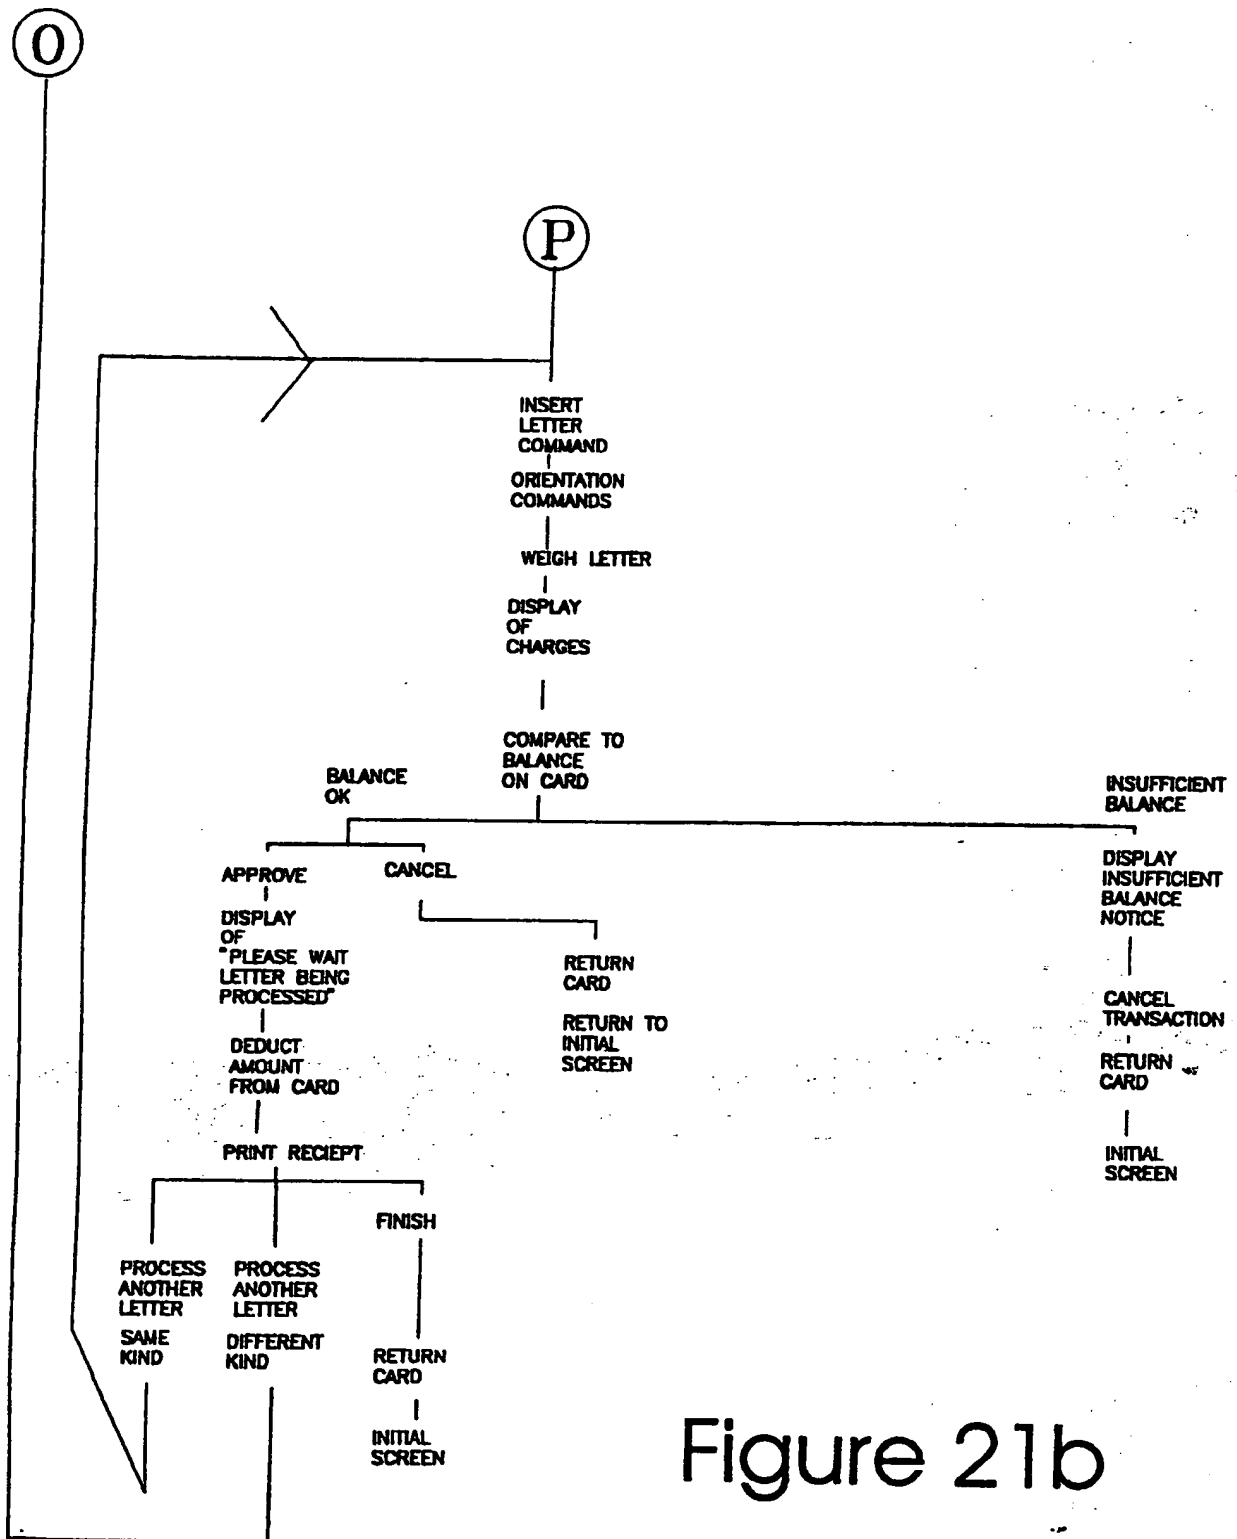 O
P
INSERT
LETTER
COMMAND
ORIENTATION
COMMANDS
WEIGH LETTER
DISPLAY
OF
CHARGES
COMPARE TO
BALANCE
ON CARD
BALANCE
OK
INSUFFICIENT
BALANCE
APPROVE
CANCEL
DISPLAY
OF
"PLEASE WAIT
LETTER BEING
PROCESSED"
DEDUCT
AMOUNT
FROM CARD
PRINT RECIEPT
RETURN
CARD
RETURN TO
INITIAL
SCREEN
DISPLAY
INSUFFICIENT
BALANCE
NOTICE
CANCEL
TRANSACTION
RETURN
CARD
INITIAL
SCREEN
PROCESS
ANOTHER
LETTER
SAME
KIND
PROCESS
ANOTHER
LETTER
DIFFERENT
KIND
FINISH
RETURN
CARD
INITIAL
SCREEN
Figure 21b